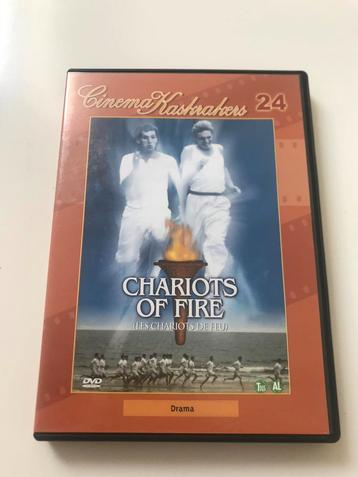 Cinema Kaskrakers 24
CHARIOTS
OF FIRE
(LES CHARIOTS DE FEU)
DVD
AL
Drama